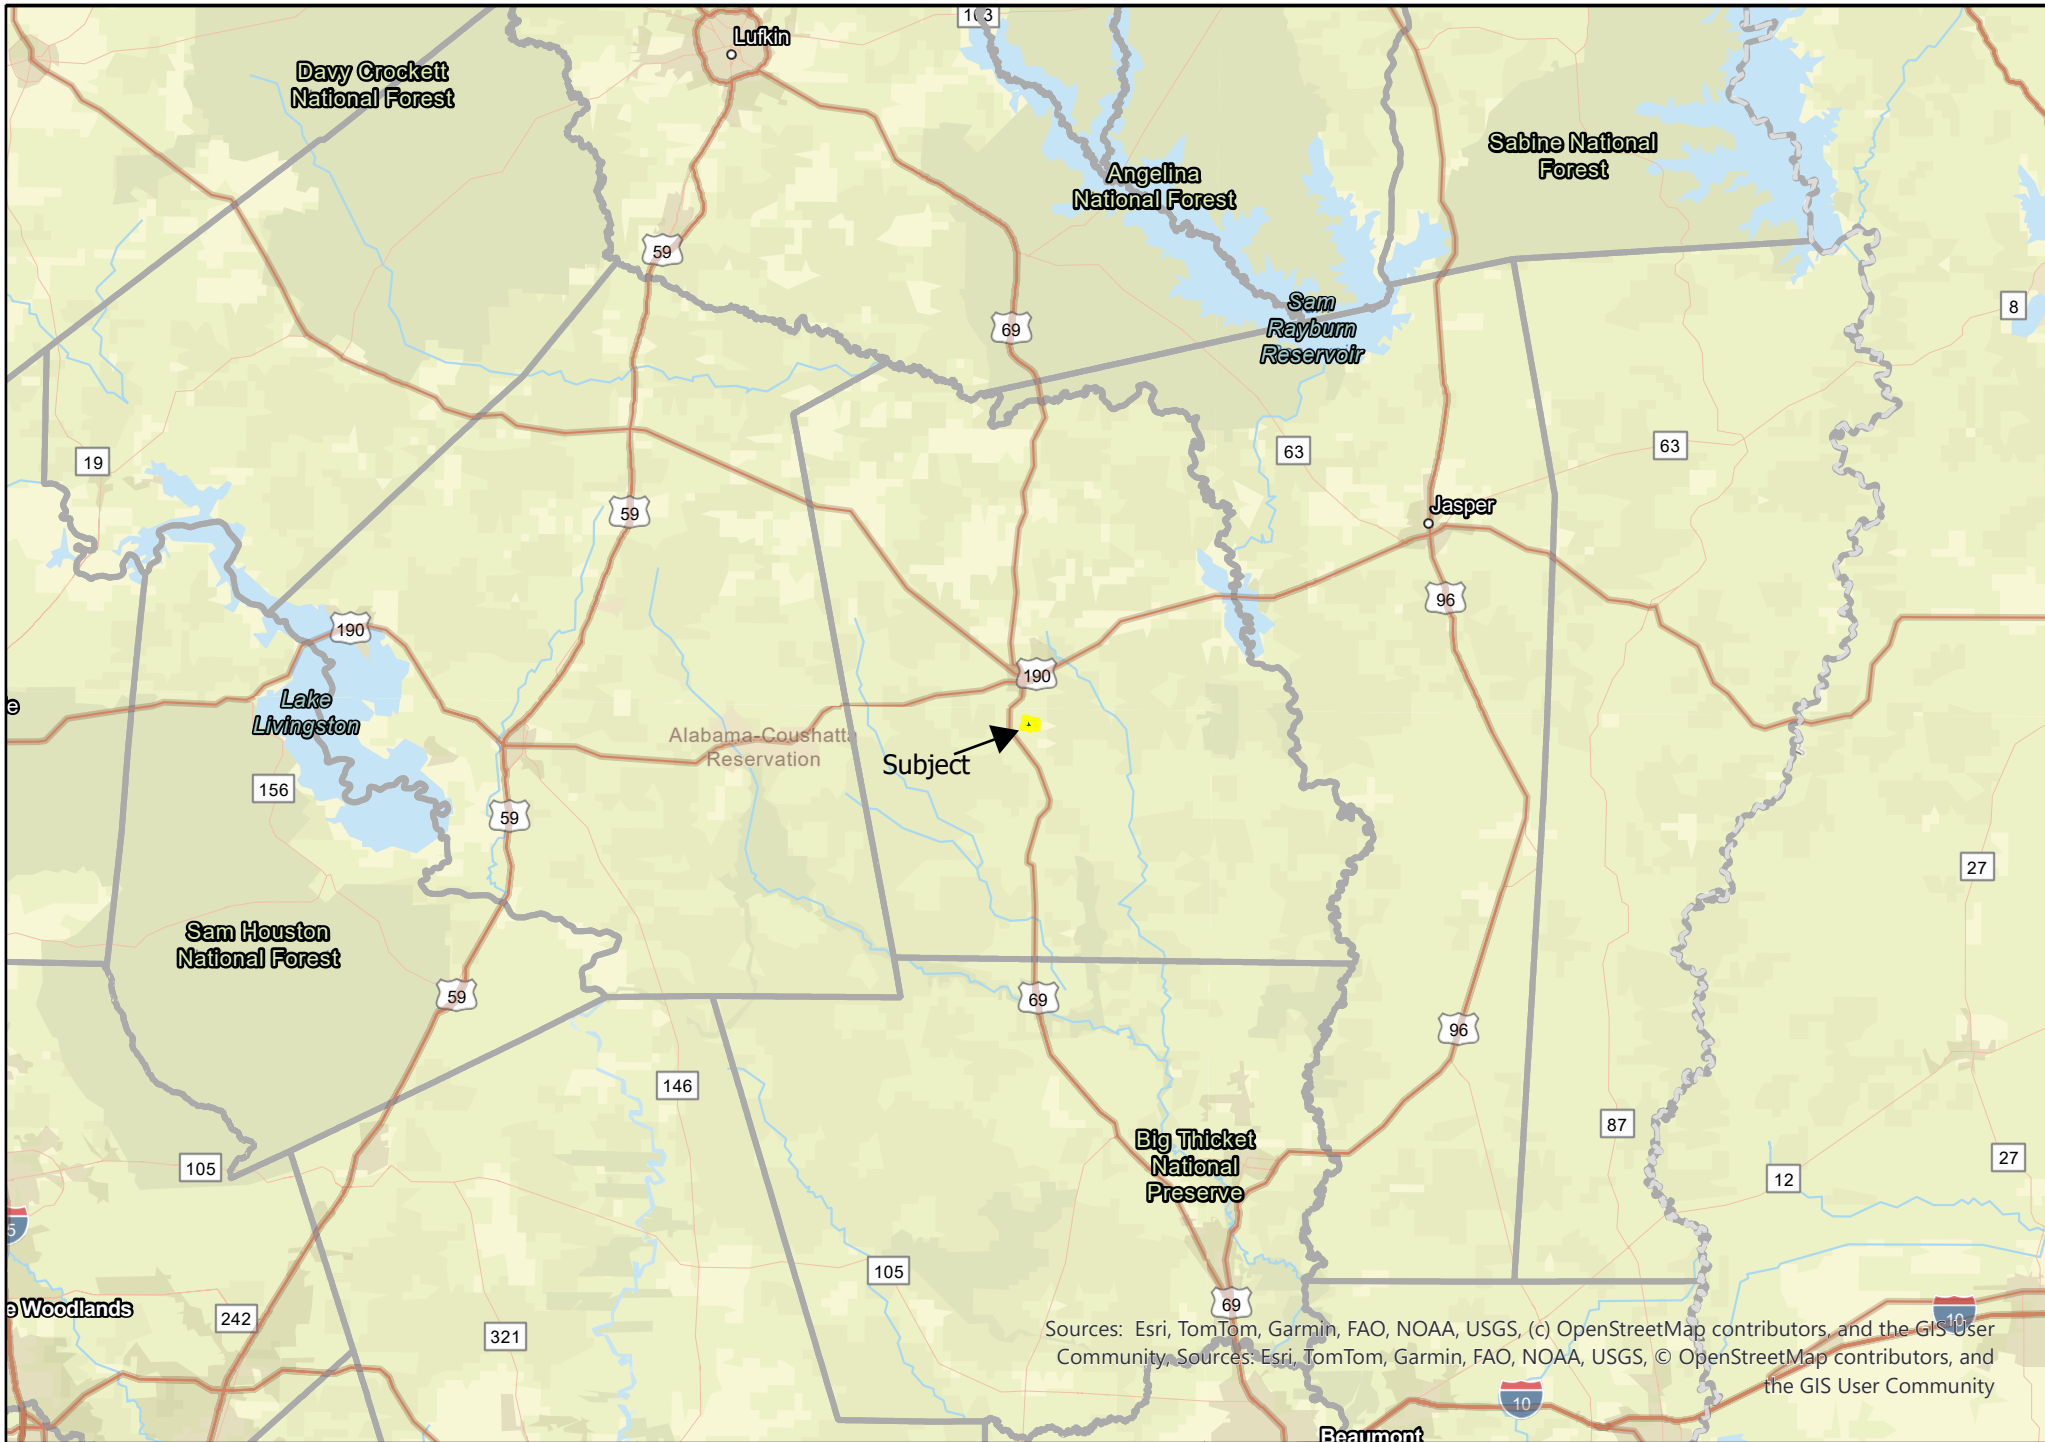 103
Lufkin
Davy Crockett
National Forest
Sabine National
Forest
Angelina
National Forest
59
8
Sam
Rayburn
Reservoir
69
63
63
19
Jasper
59
96
190
190
e
Lake
Livingston
Alabama-Coushatta
Reservation
Subject
156
59
27
Sam Houston
National Forest
59
69
96
146
87
Big Thicket
National
Preserve
105
27
12
5
105
e Woodlands
242
69
10
321
Sources: Esri, TomTom, Garmin, FAO, NOAA, USGS, (c) OpenStreetMap contributors, and the GIS User
Community, Sources: Esri, TomTom, Garmin, FAO, NOAA, USGS, © OpenStreetMap contributors, and
the GIS User Community
10
Beaumont